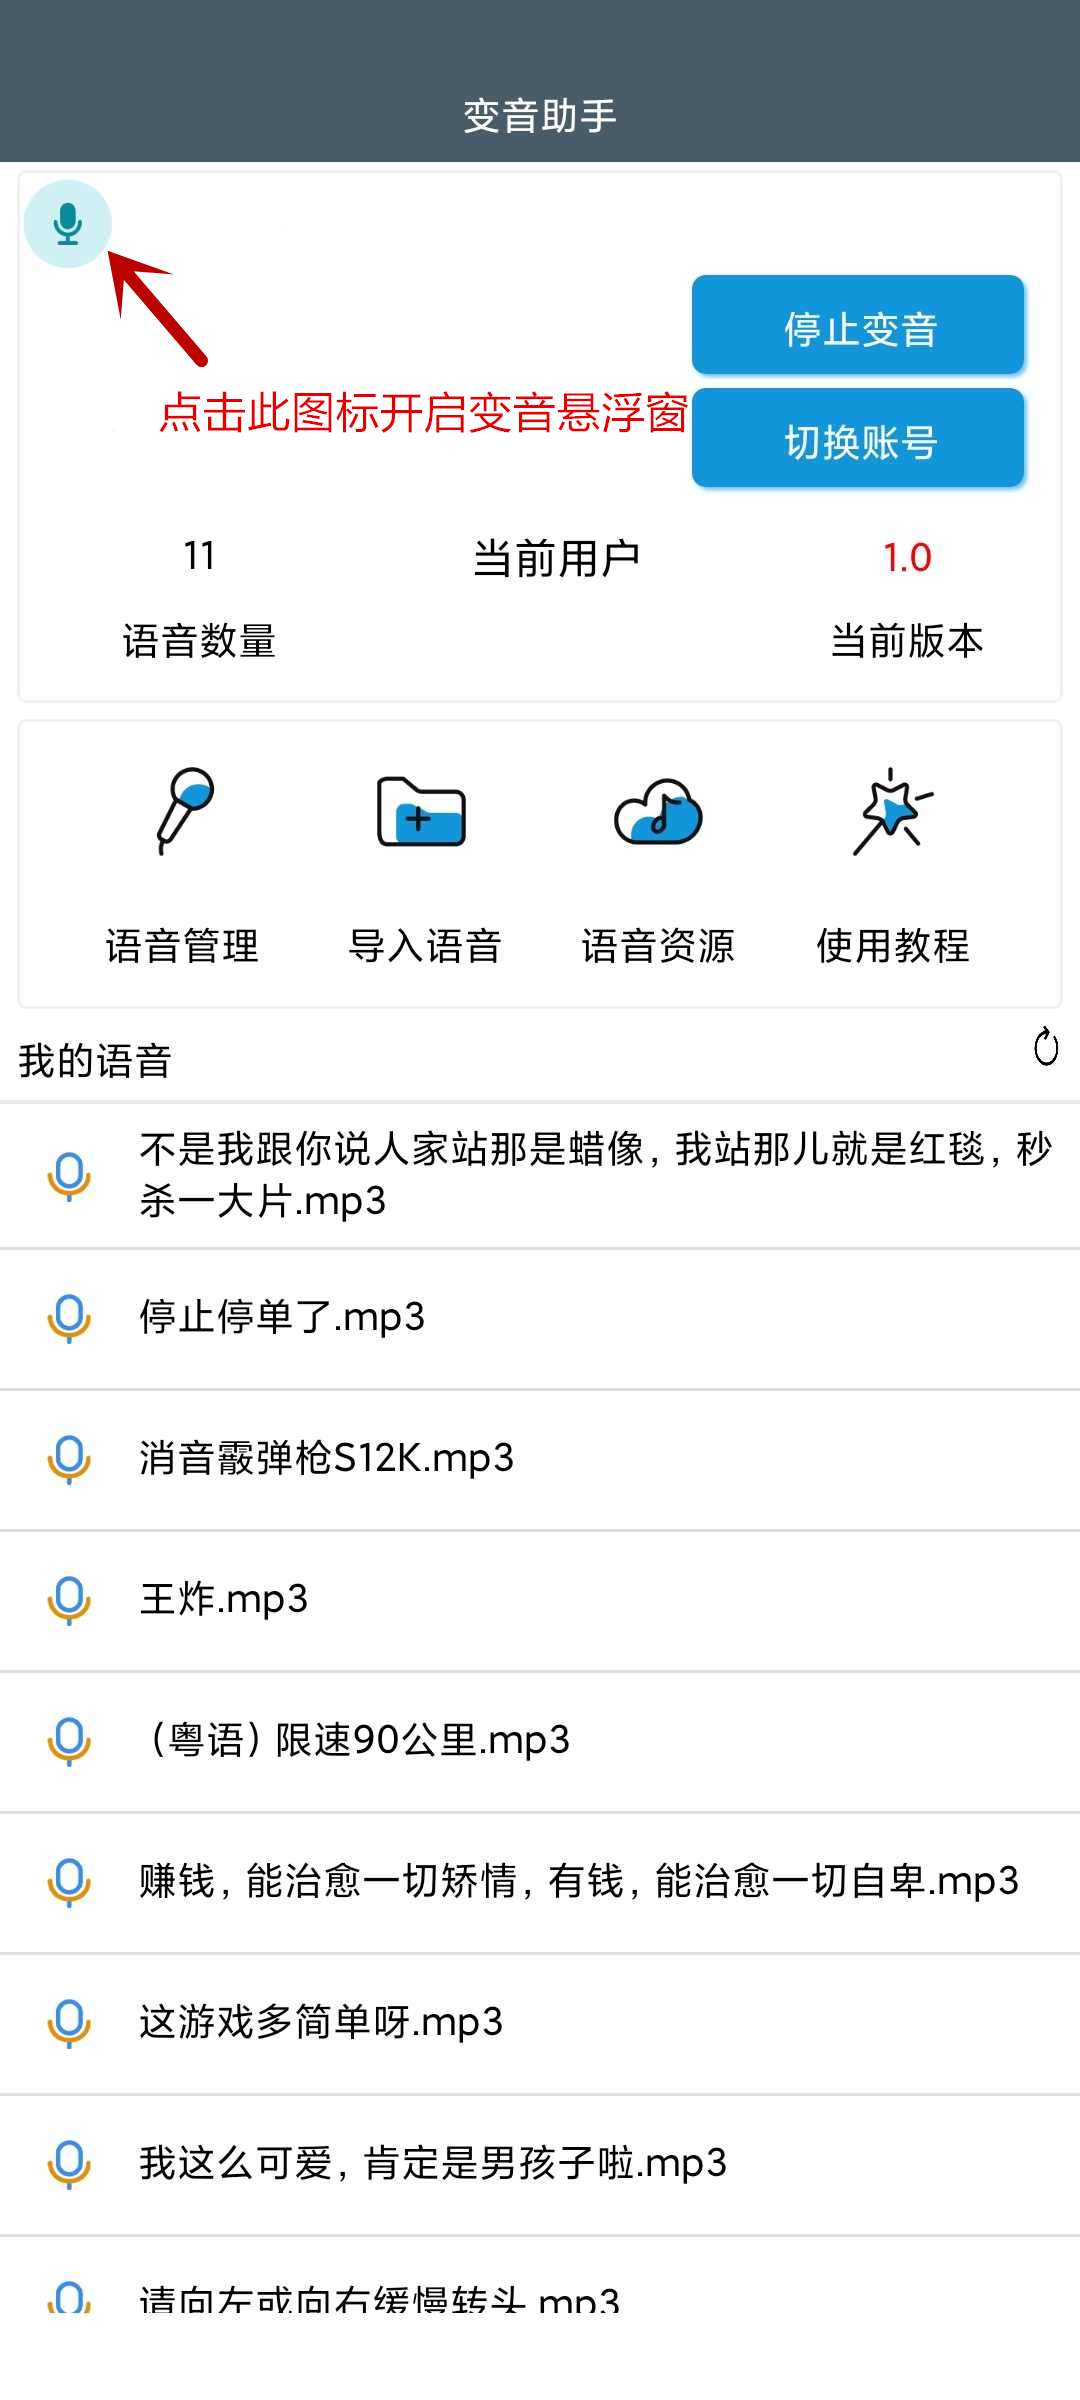 变音助手
停止变音
点击此图标开启变音悬浮窗
切换账号
11
当前用户
1.0
语音数量
当前版本
语音管理
导入语音
语音资源
使用教程
我的语音
不是我跟你说人家站那是蜡像，我站那儿就是红毯，秒
杀一大片.mp3
停止停单了.mp3
消音霰弹枪S12K.mp3
王炸.mp3
（粤语）限速90公里.mp3
赚钱，能治愈一切矫情，有钱，能治愈一切自卑.mp3
这游戏多简单呀.mp3
我这么可爱，肯定是男孩子啦.mp3
请向左或向右缓慢转头.mp3